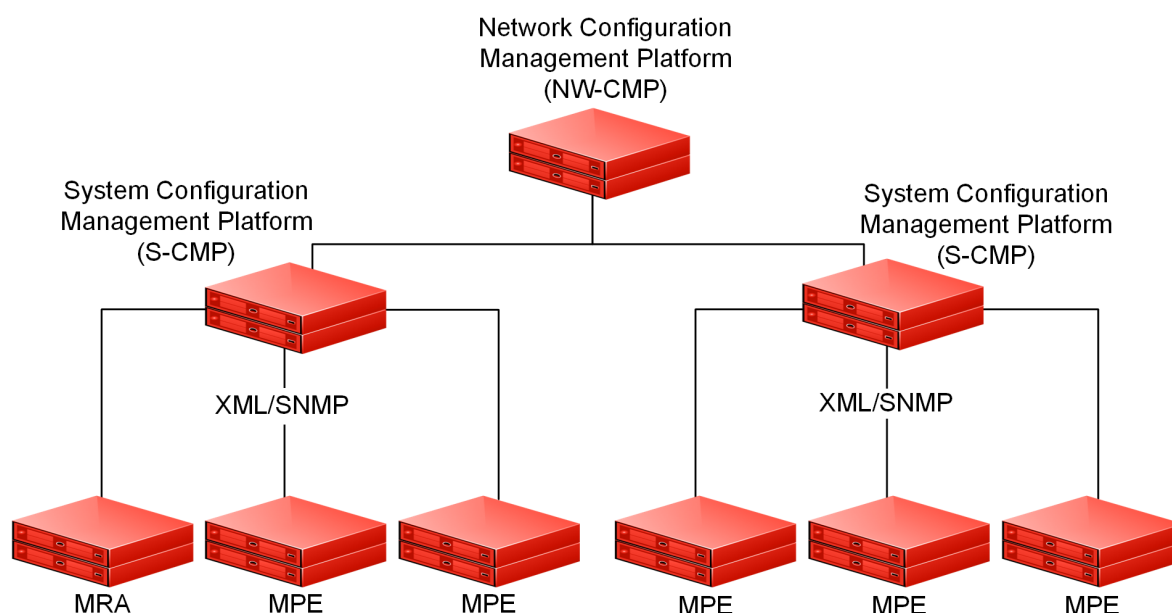 Network Configuration
Management Platform
(NW-CMP)
System Configuration
Management Platform
(S-CMP)
System Configuration
Management Platform
(S-CMP)
XML/SNMP
XML/SNMP
MRA
MPE
MPE
MPE
MPE
MPE